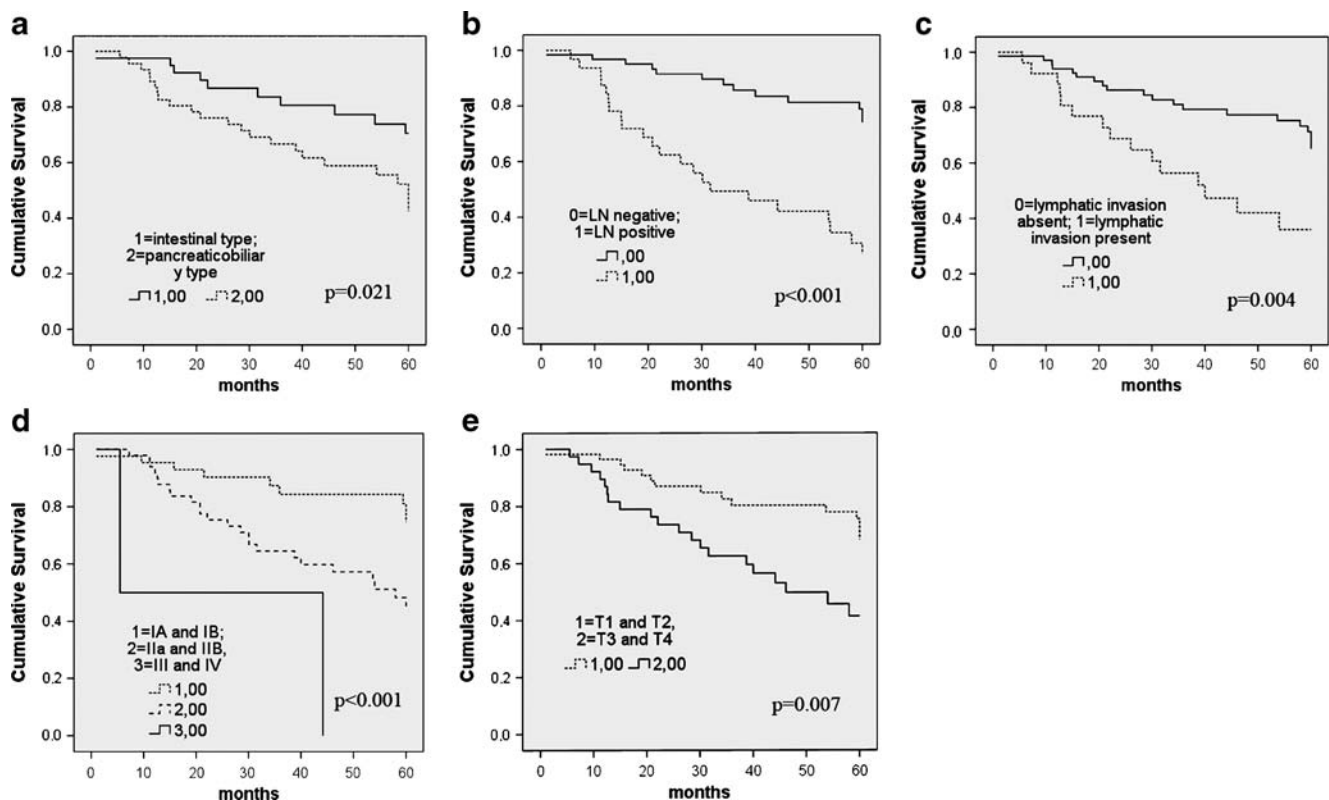 a
1.0
0.8
0.6
0.4
0.2
0.0
Cumulative Survival
1=intestinal type;
2=pancreaticobiliar
y type
1,00 2,00
p=0.021
0 10 20 30 40 50 60
months
b
1.0
0.8
0.6
0.4
0.2
0.0
Cumulative Survival
0=LN negative;
1=LN positive
,00
1,00
p<0.001
0 10 20 30 40 50 60
months
c
1.0
0.8
0.6
0.4
0.2
0.0
Cumulative Survival
0=lymphatic invasion
absent; 1=lymphatic
invasion present
,00
1,00
p=0.004
0 10 20 30 40 50 60
months
d
1.0
0.8
0.6
0.4
0.2
0.0
Cumulative Survival
1=IA and IB;
2=IIa and IIB,
3=III and IV
1,00
2,00
3,00
p<0.001
0 10 20 30 40 50 60
months
e
1.0
0.8
0.6
0.4
0.2
0.0
Cumulative Survival
1=T1 and T2,
2=T3 and T4
1,00 2,00
p=0.007
0 10 20 30 40 50 60
months